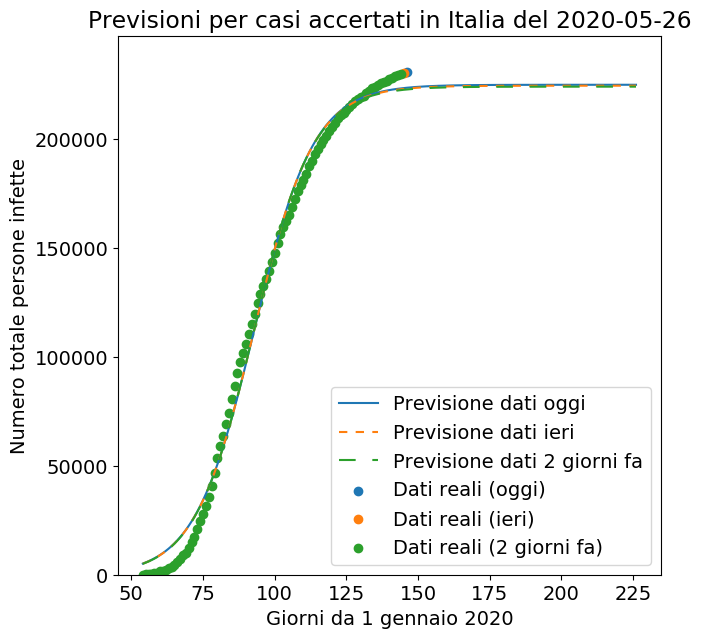 Previsioni per casi accertati in Italia del 2020-05-26
Numero totale persone infette
200000
150000
100000
50000
0
Previsione dati oggi
Previsione dati ieri
Previsione dati 2 giorni fa
Dati reali (oggi)
Dati reali (ieri)
Dati reali (2 giorni fa)
50 75 100 125 150 175 200 225
Giorni da 1 gennaio 2020